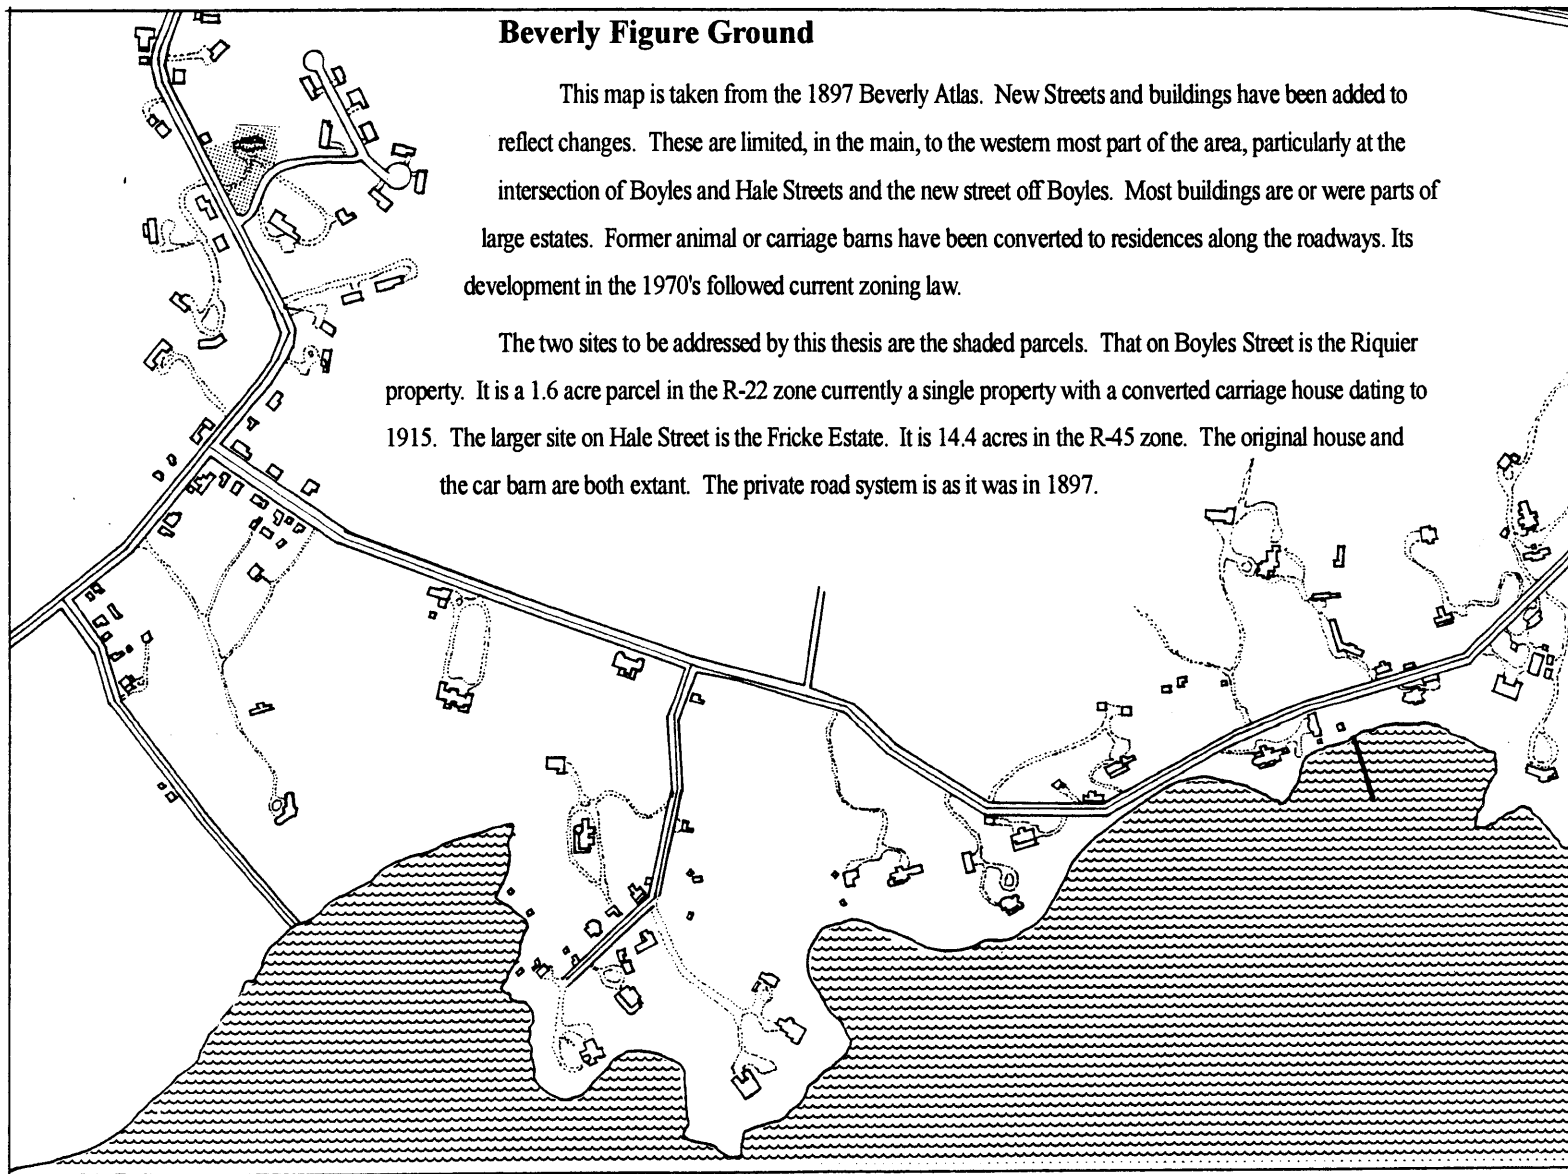 Beverly Figure Ground
This map is taken from the 1897 Beverly Atlas. New Streets and buildings have been added to
reflect changes. These are limited, in the main, to the western most part of the area, particularly at the
intersection of Boyles and Hale Streets and the new street off Boyles. Most buildings are or were parts of
large estates. Former animal or carriage barns have been converted to residences along the roadways. Its
development in the 1970's followed current zoning law.
The two sites to be addressed by this thesis are the shaded parcels. That on Boyles Street is the Riquier
property. It is a 1.6 acre parcel in the R-22 zone currently a single property with a converted carriage house dating to
1915. The larger site on Hale Street is the Fricke Estate. It is 14.4 acres in the R-45 zone. The original house and
the car barn are both extant. The private road system is as it was in 1897.